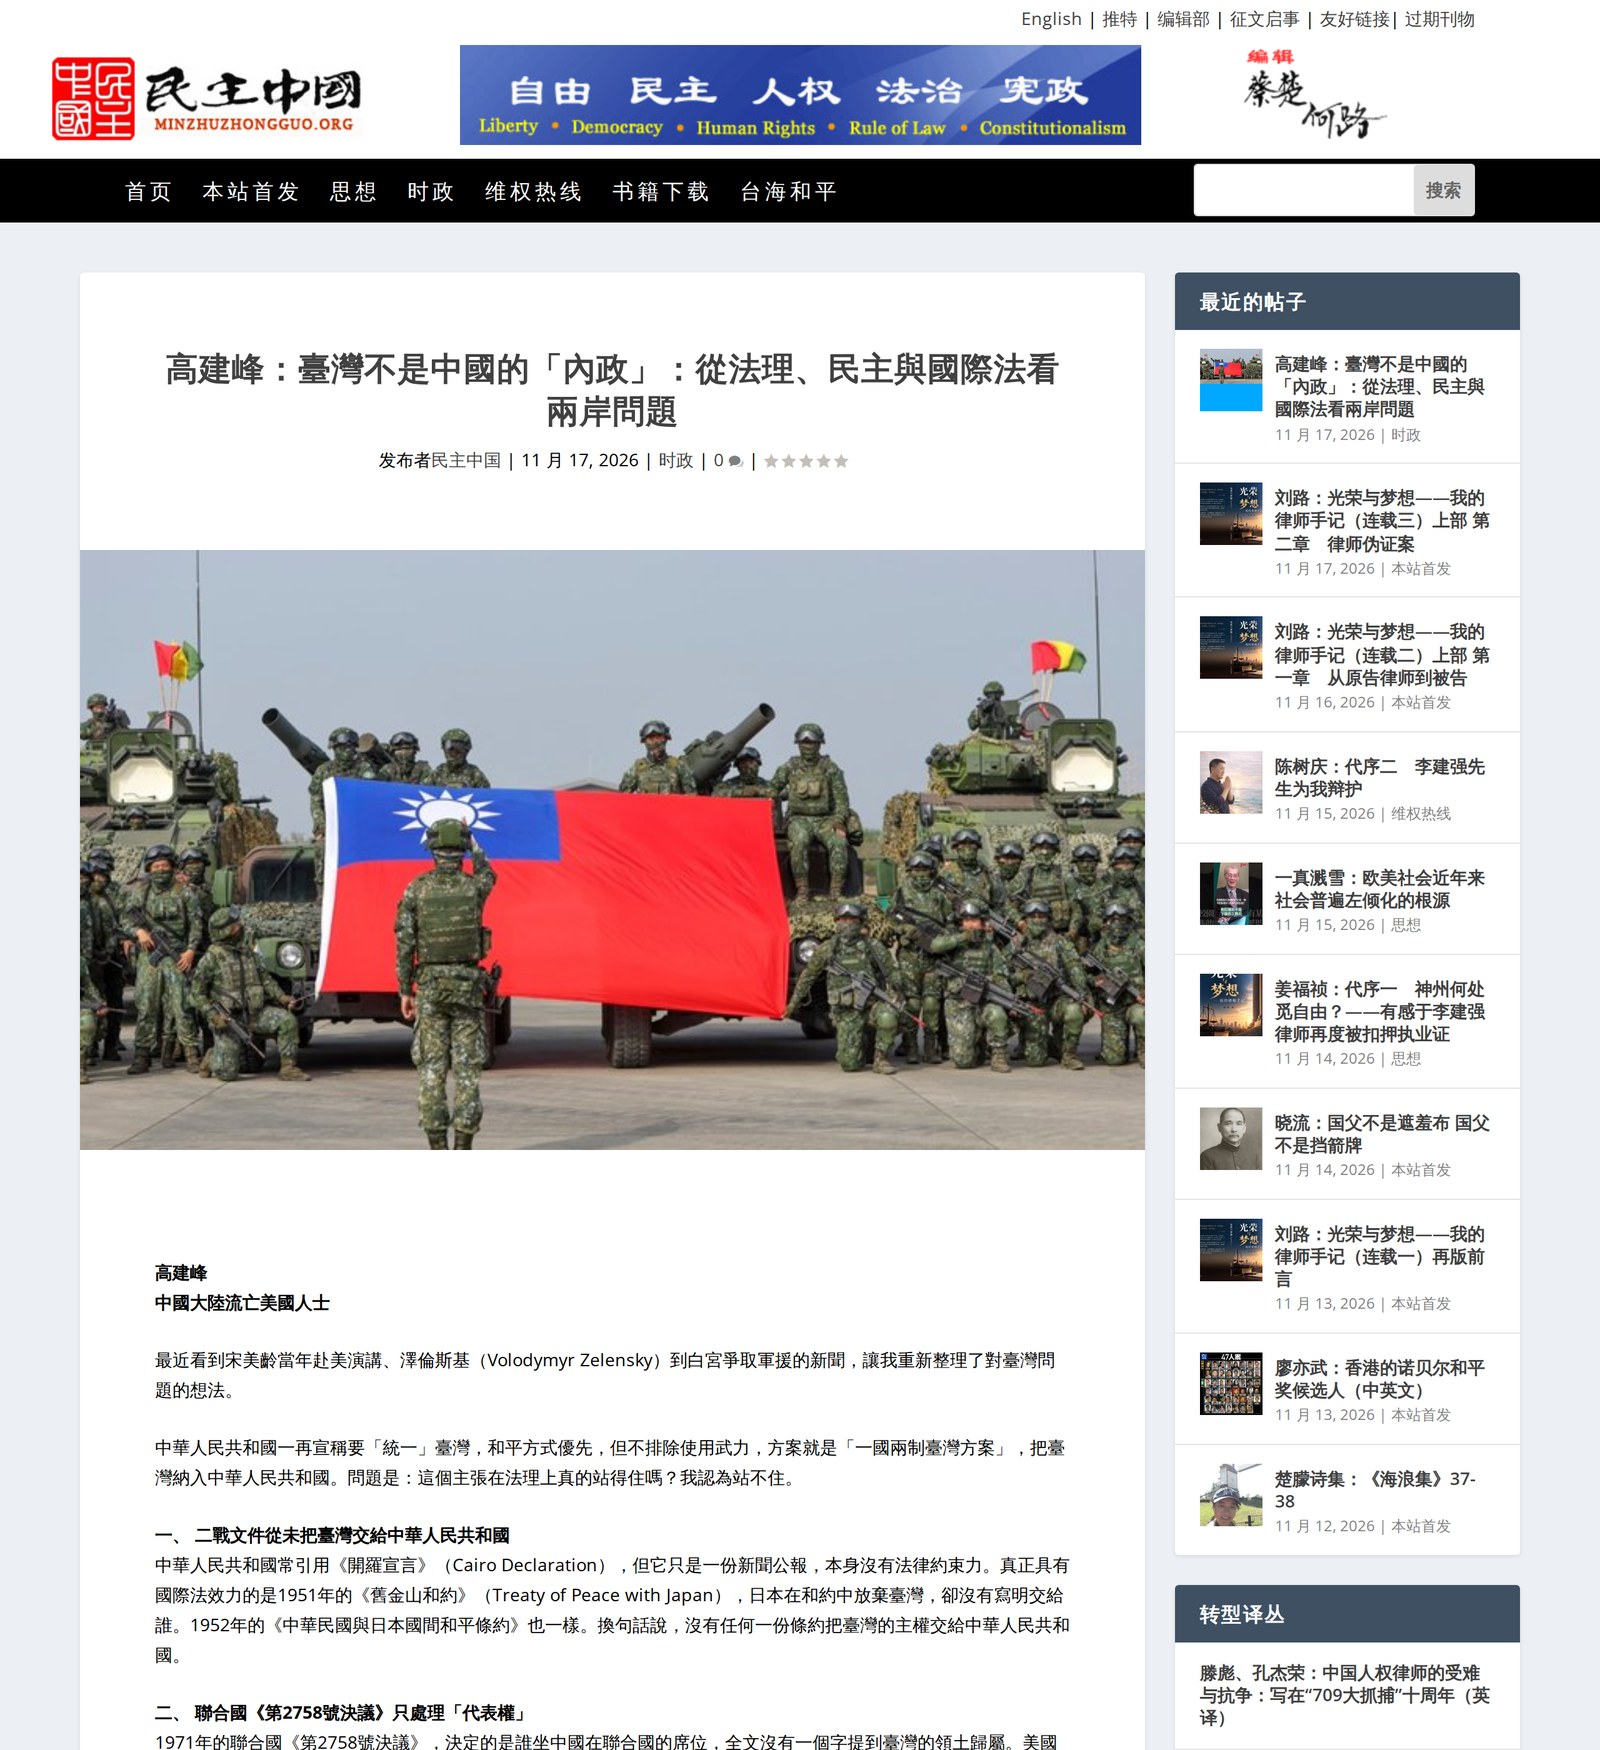 English | 推特 | 编辑部 | 征文启事 | 友好链接| 过期刊物
中國
民主
民主中國
MINZHUZHONGGUO.ORG
自由 民主 人权 法治 宪政
Liberty • Democracy • Human Rights • Rule of Law • Constitutionalism
编辑
蔡楚
何路
首页 本站首发 思想 时政 维权热线 书籍下载 台海和平
搜索
高建峰：臺灣不是中國的「內政」：從法理、民主與國際法看
兩岸問題
发布者民主中国 | 11 月 17, 2026 | 时政 | 0 |
高建峰
中國大陸流亡美國人士
最近看到宋美齡當年赴美演講、澤倫斯基（Volodymyr Zelensky）到白宮爭取軍援的新聞，讓我重新整理了對臺灣問
題的想法。
中華人民共和國一再宣稱要「統一」臺灣，和平方式優先，但不排除使用武力，方案就是「一國兩制臺灣方案」，把臺
灣納入中華人民共和國。問題是：這個主張在法理上真的站得住嗎？我認為站不住。
一、 二戰文件從未把臺灣交給中華人民共和國
中華人民共和國常引用《開羅宣言》（Cairo Declaration），但它只是一份新聞公報，本身沒有法律約束力。真正具有
國際法效力的是1951年的《舊金山和約》（Treaty of Peace with Japan），日本在和約中放棄臺灣，卻沒有寫明交給
誰。1952年的《中華民國與日本國間和平條約》也一樣。換句話說，沒有任何一份條約把臺灣的主權交給中華人民共和
國。
二、 聯合國《第2758號決議》只處理「代表權」
1971年的聯合國《第2758號決議》，決定的是誰坐中國在聯合國的席位，全文沒有一個字提到臺灣的領土歸屬。美國
最近的帖子
高建峰：臺灣不是中國的
「內政」：從法理、民主與
國際法看兩岸問題
11 月 17, 2026 | 时政
光荣
梦想
刘路：光荣与梦想——我的
律师手记（连载三）上部 第
二章　律师伪证案
11 月 17, 2026 | 本站首发
光荣
梦想
刘路：光荣与梦想——我的
律师手记（连载二）上部 第
一章　从原告律师到被告
11 月 16, 2026 | 本站首发
陈树庆：代序二　李建强先
生为我辩护
11 月 15, 2026 | 维权热线
一真溅雪：欧美社会近年来
社会普遍左倾化的根源
11 月 15, 2026 | 思想
梦想
姜福祯：代序一　神州何处
觅自由？——有感于李建强
律师再度被扣押执业证
11 月 14, 2026 | 思想
晓流：国父不是遮羞布 国父
不是挡箭牌
11 月 14, 2026 | 本站首发
光荣
梦想
刘路：光荣与梦想——我的
律师手记（连载一）再版前
言
11 月 13, 2026 | 本站首发
47人案
廖亦武：香港的诺贝尔和平
奖候选人（中英文）
11 月 13, 2026 | 本站首发
楚朦诗集：《海浪集》37-
38
11 月 12, 2026 | 本站首发
转型译丛
滕彪、孔杰荣：中国人权律师的受难
与抗争：写在“709大抓捕”十周年（英
译）